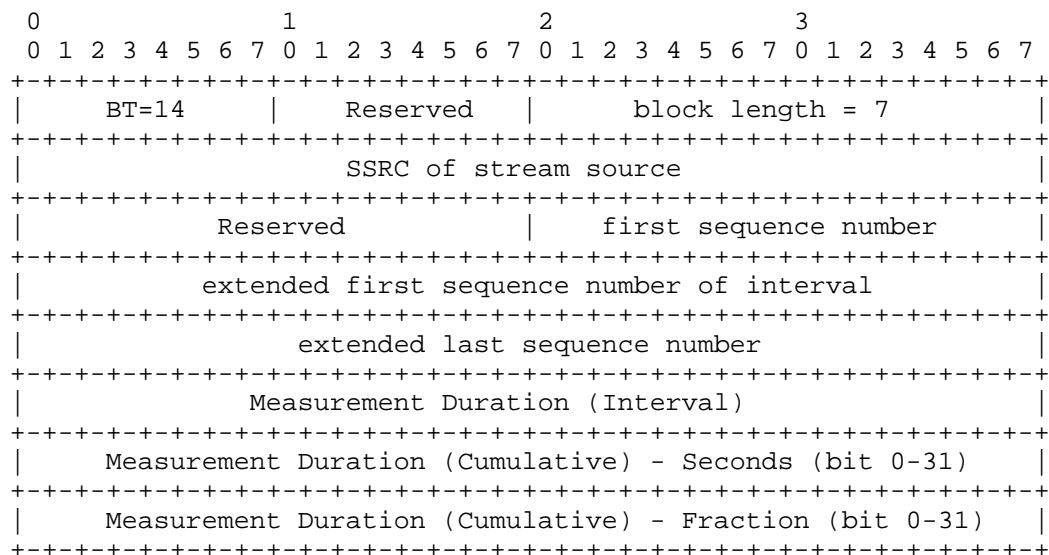 0               1               2               3
 0 1 2 3 4 5 6 7 0 1 2 3 4 5 6 7 0 1 2 3 4 5 6 7 0 1 2 3 4 5 6 7
+-+-+-+-+-+-+-+-+-+-+-+-+-+-+-+-+-+-+-+-+-+-+-+-+-+-+-+-+-+-+-+-+
|     BT=14     |    Reserved   |      block length = 7         |
+-+-+-+-+-+-+-+-+-+-+-+-+-+-+-+-+-+-+-+-+-+-+-+-+-+-+-+-+-+-+-+-+
|                    SSRC of stream source                      |
+-+-+-+-+-+-+-+-+-+-+-+-+-+-+-+-+-+-+-+-+-+-+-+-+-+-+-+-+-+-+-+-+
|            Reserved           |    first sequence number      |
+-+-+-+-+-+-+-+-+-+-+-+-+-+-+-+-+-+-+-+-+-+-+-+-+-+-+-+-+-+-+-+-+
|           extended first sequence number of interval          |
+-+-+-+-+-+-+-+-+-+-+-+-+-+-+-+-+-+-+-+-+-+-+-+-+-+-+-+-+-+-+-+-+
|                 extended last sequence number                 |
+-+-+-+-+-+-+-+-+-+-+-+-+-+-+-+-+-+-+-+-+-+-+-+-+-+-+-+-+-+-+-+-+
|              Measurement Duration (Interval)                  |
+-+-+-+-+-+-+-+-+-+-+-+-+-+-+-+-+-+-+-+-+-+-+-+-+-+-+-+-+-+-+-+-+
|     Measurement Duration (Cumulative) - Seconds (bit 0-31)    |
+-+-+-+-+-+-+-+-+-+-+-+-+-+-+-+-+-+-+-+-+-+-+-+-+-+-+-+-+-+-+-+-+
|     Measurement Duration (Cumulative) - Fraction (bit 0-31)   |
+-+-+-+-+-+-+-+-+-+-+-+-+-+-+-+-+-+-+-+-+-+-+-+-+-+-+-+-+-+-+-+-+